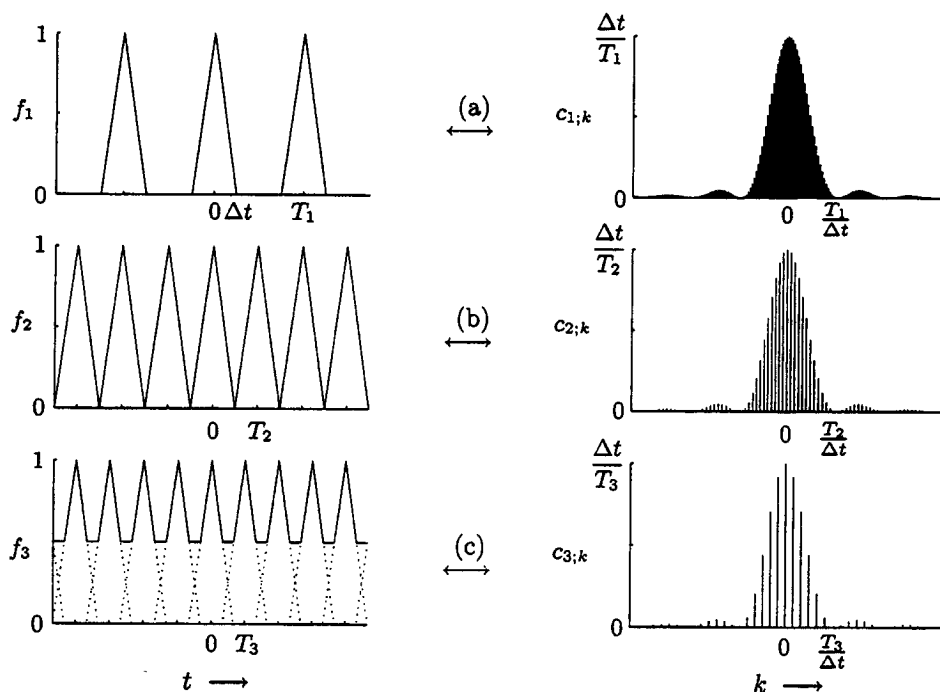 1
f₁
0
0 Δt T₁
(a)
⟷
Δt/T₁
c₁;ₖ
0
0 T₁/Δt
1
f₂
0
0 T₂
(b)
⟷
Δt/T₂
c₂;ₖ
0
0 T₂/Δt
1
f₃
0
0 T₃
t ⟶
(c)
⟷
Δt/T₃
c₃;ₖ
0
0 T₃/Δt
k ⟶